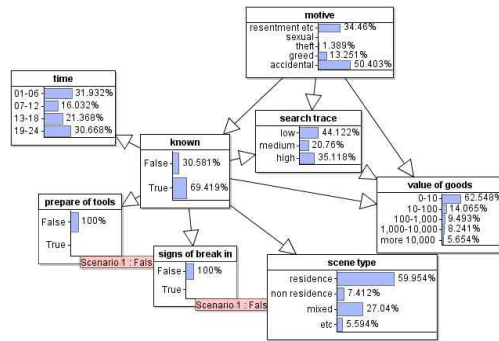 motive
resentment etc 34.46%
sexual
theft 1.389%
greed 13.251%
accidental 50.403%
time
01-06 31.932%
07-12 16.032%
13-18 21.368%
19-24 30.668%
search trace
low 44.122%
medium 20.76%
high 35.118%
known
False 30.581%
True 69.419%
value of goods
0-10 62.548%
10-100 14.065%
100-1,000 9.493%
1,000-10,000 8.241%
more 10,000 5.654%
prepare of tools
False 100%
True
Scenario 1 : Fals
signs of break in
False 100%
True
Scenario 1 : Fals
scene type
residence 59.954%
non residence 7.412%
mixed 27.04%
etc 5.594%